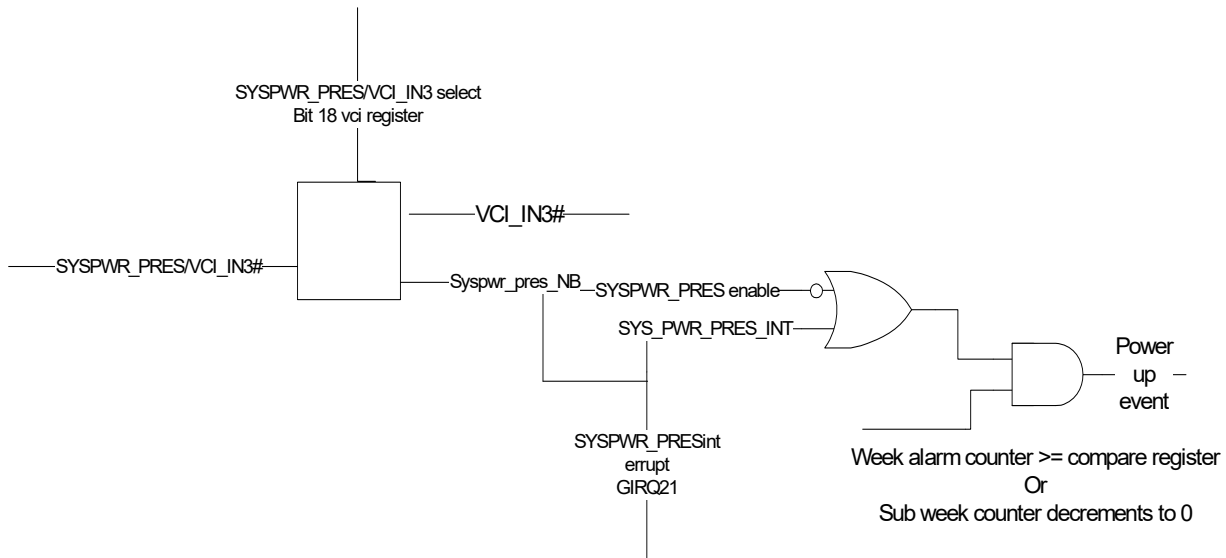 SYSPWR_PRES/VCI_IN3 select
Bit 18 vci register
VCI_IN3#
SYSPWR_PRES/VCI_IN3#
Syspwr_pres_NB
SYSPWR_PRES enable
SYS_PWR_PRES_INT
Power
up
event
SYSPWR_PRESint
errupt
GIRQ21
Week alarm counter >= compare register
Or
Sub week counter decrements to 0